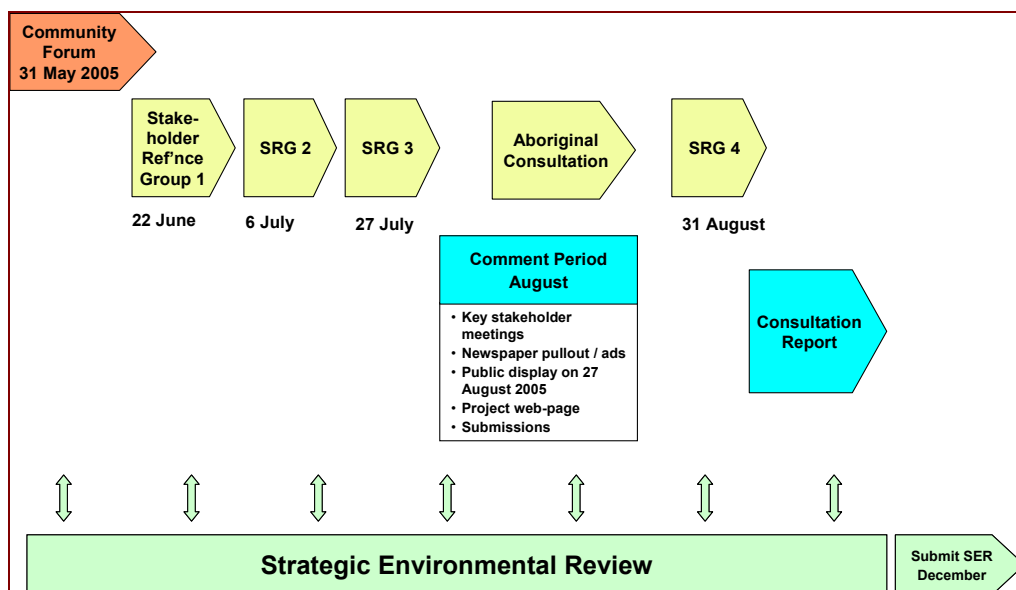 Community
Forum
31 May 2005
Stake-
holder
Ref'nce
Group 1
SRG 2
SRG 3
Aboriginal
Consultation
SRG 4
22 June
6 July
27 July
31 August
Comment Period
August
• Key stakeholder
meetings
• Newspaper pullout / ads
• Public display on 27
August 2005
• Project web-page
• Submissions
Consultation
Report
Strategic Environmental Review
Submit SER
December